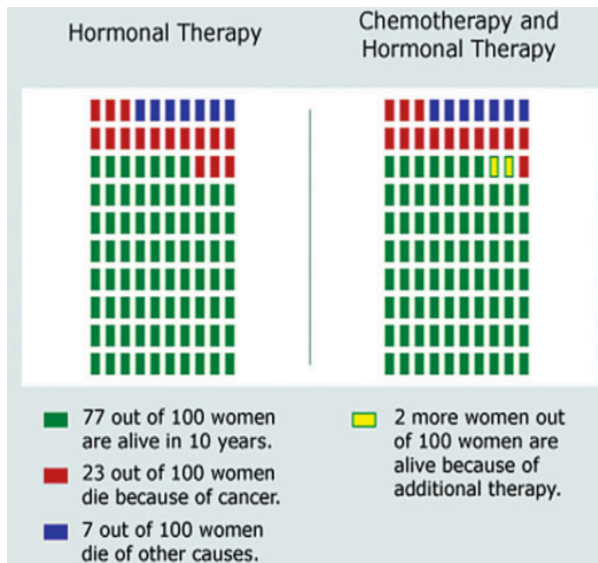 Hormonal Therapy
Chemotherapy and
Hormonal Therapy
77 out of 100 women
are alive in 10 years.
23 out of 100 women
die because of cancer.
7 out of 100 women
die of other causes.
2 more women out
of 100 women are
alive because of
additional therapy.